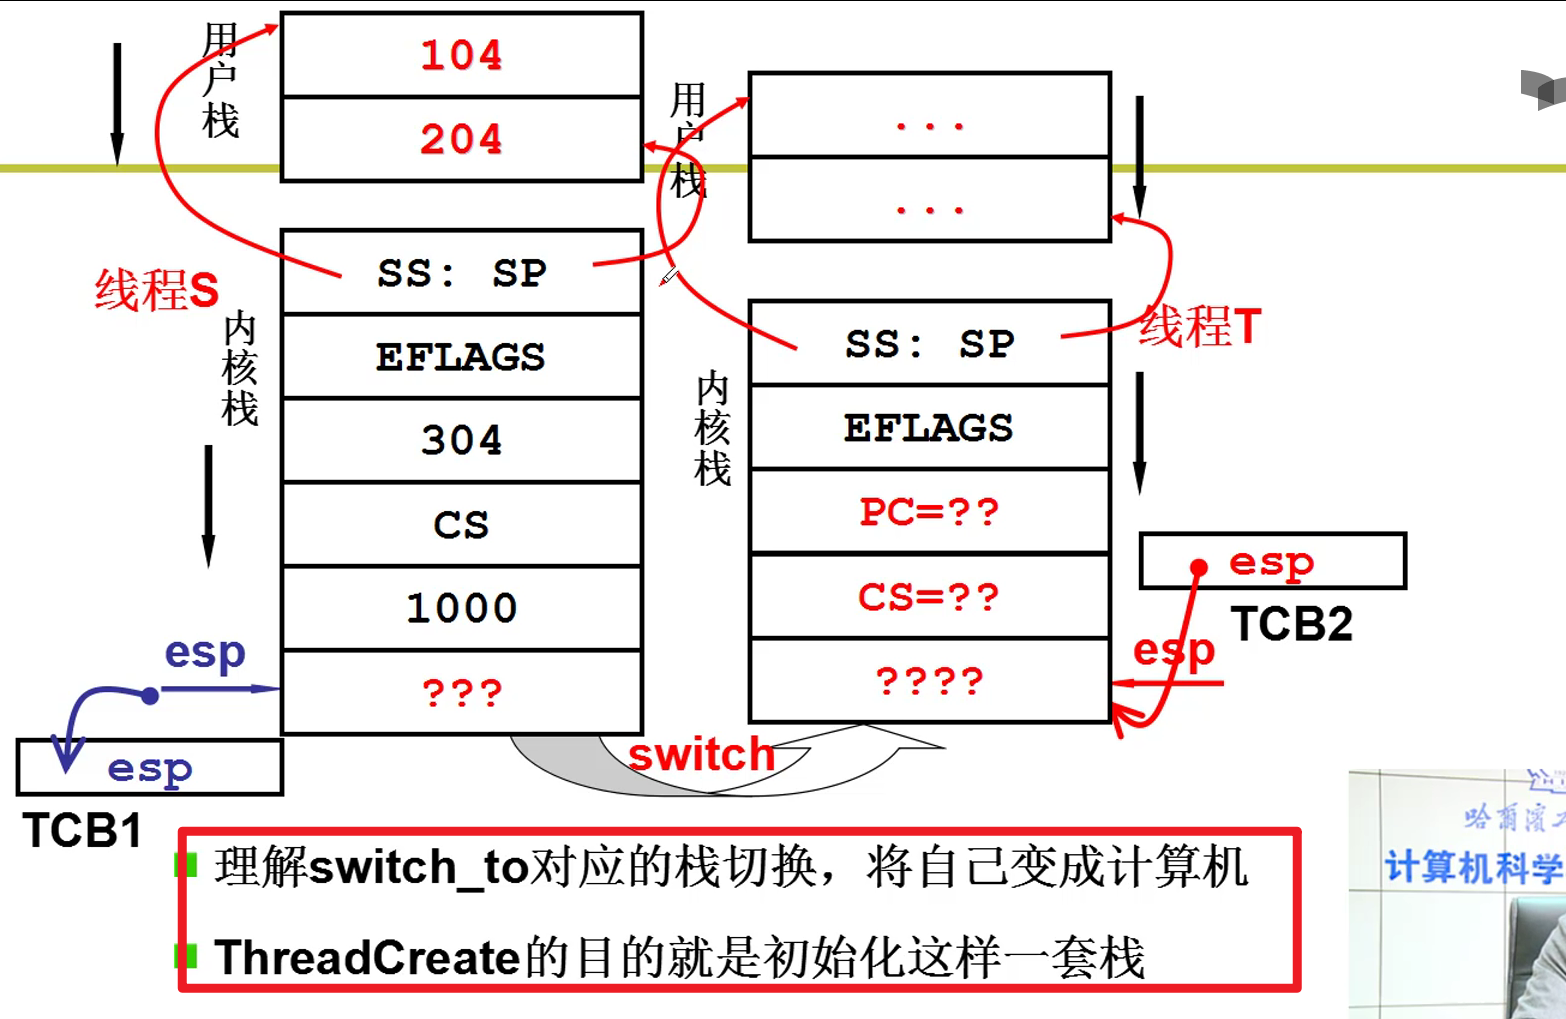 用户栈
104
204
用户栈
...
...
线程S
内核栈
SS: SP
EFLAGS
304
CS
1000
???
esp
esp
TCB1
线程T
内核栈
SS: SP
EFLAGS
PC=??
CS=??
????
esp
TCB2
esp
switch
理解switch_to对应的栈切换，将自己变成计算机
ThreadCreate的目的就是初始化这样一套栈
哈爾濱
计算机科学